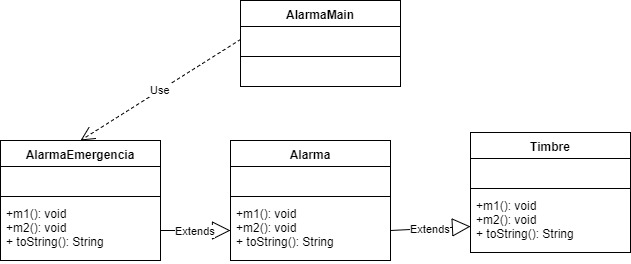 AlarmaMain
Use
AlarmaEmergencia
+m1(): void
+m2(): void
+ toString(): String
Extends
Alarma
+m1(): void
+m2(): void
+ toString(): String
Extends
Timbre
+m1(): void
+m2(): void
+ toString(): String